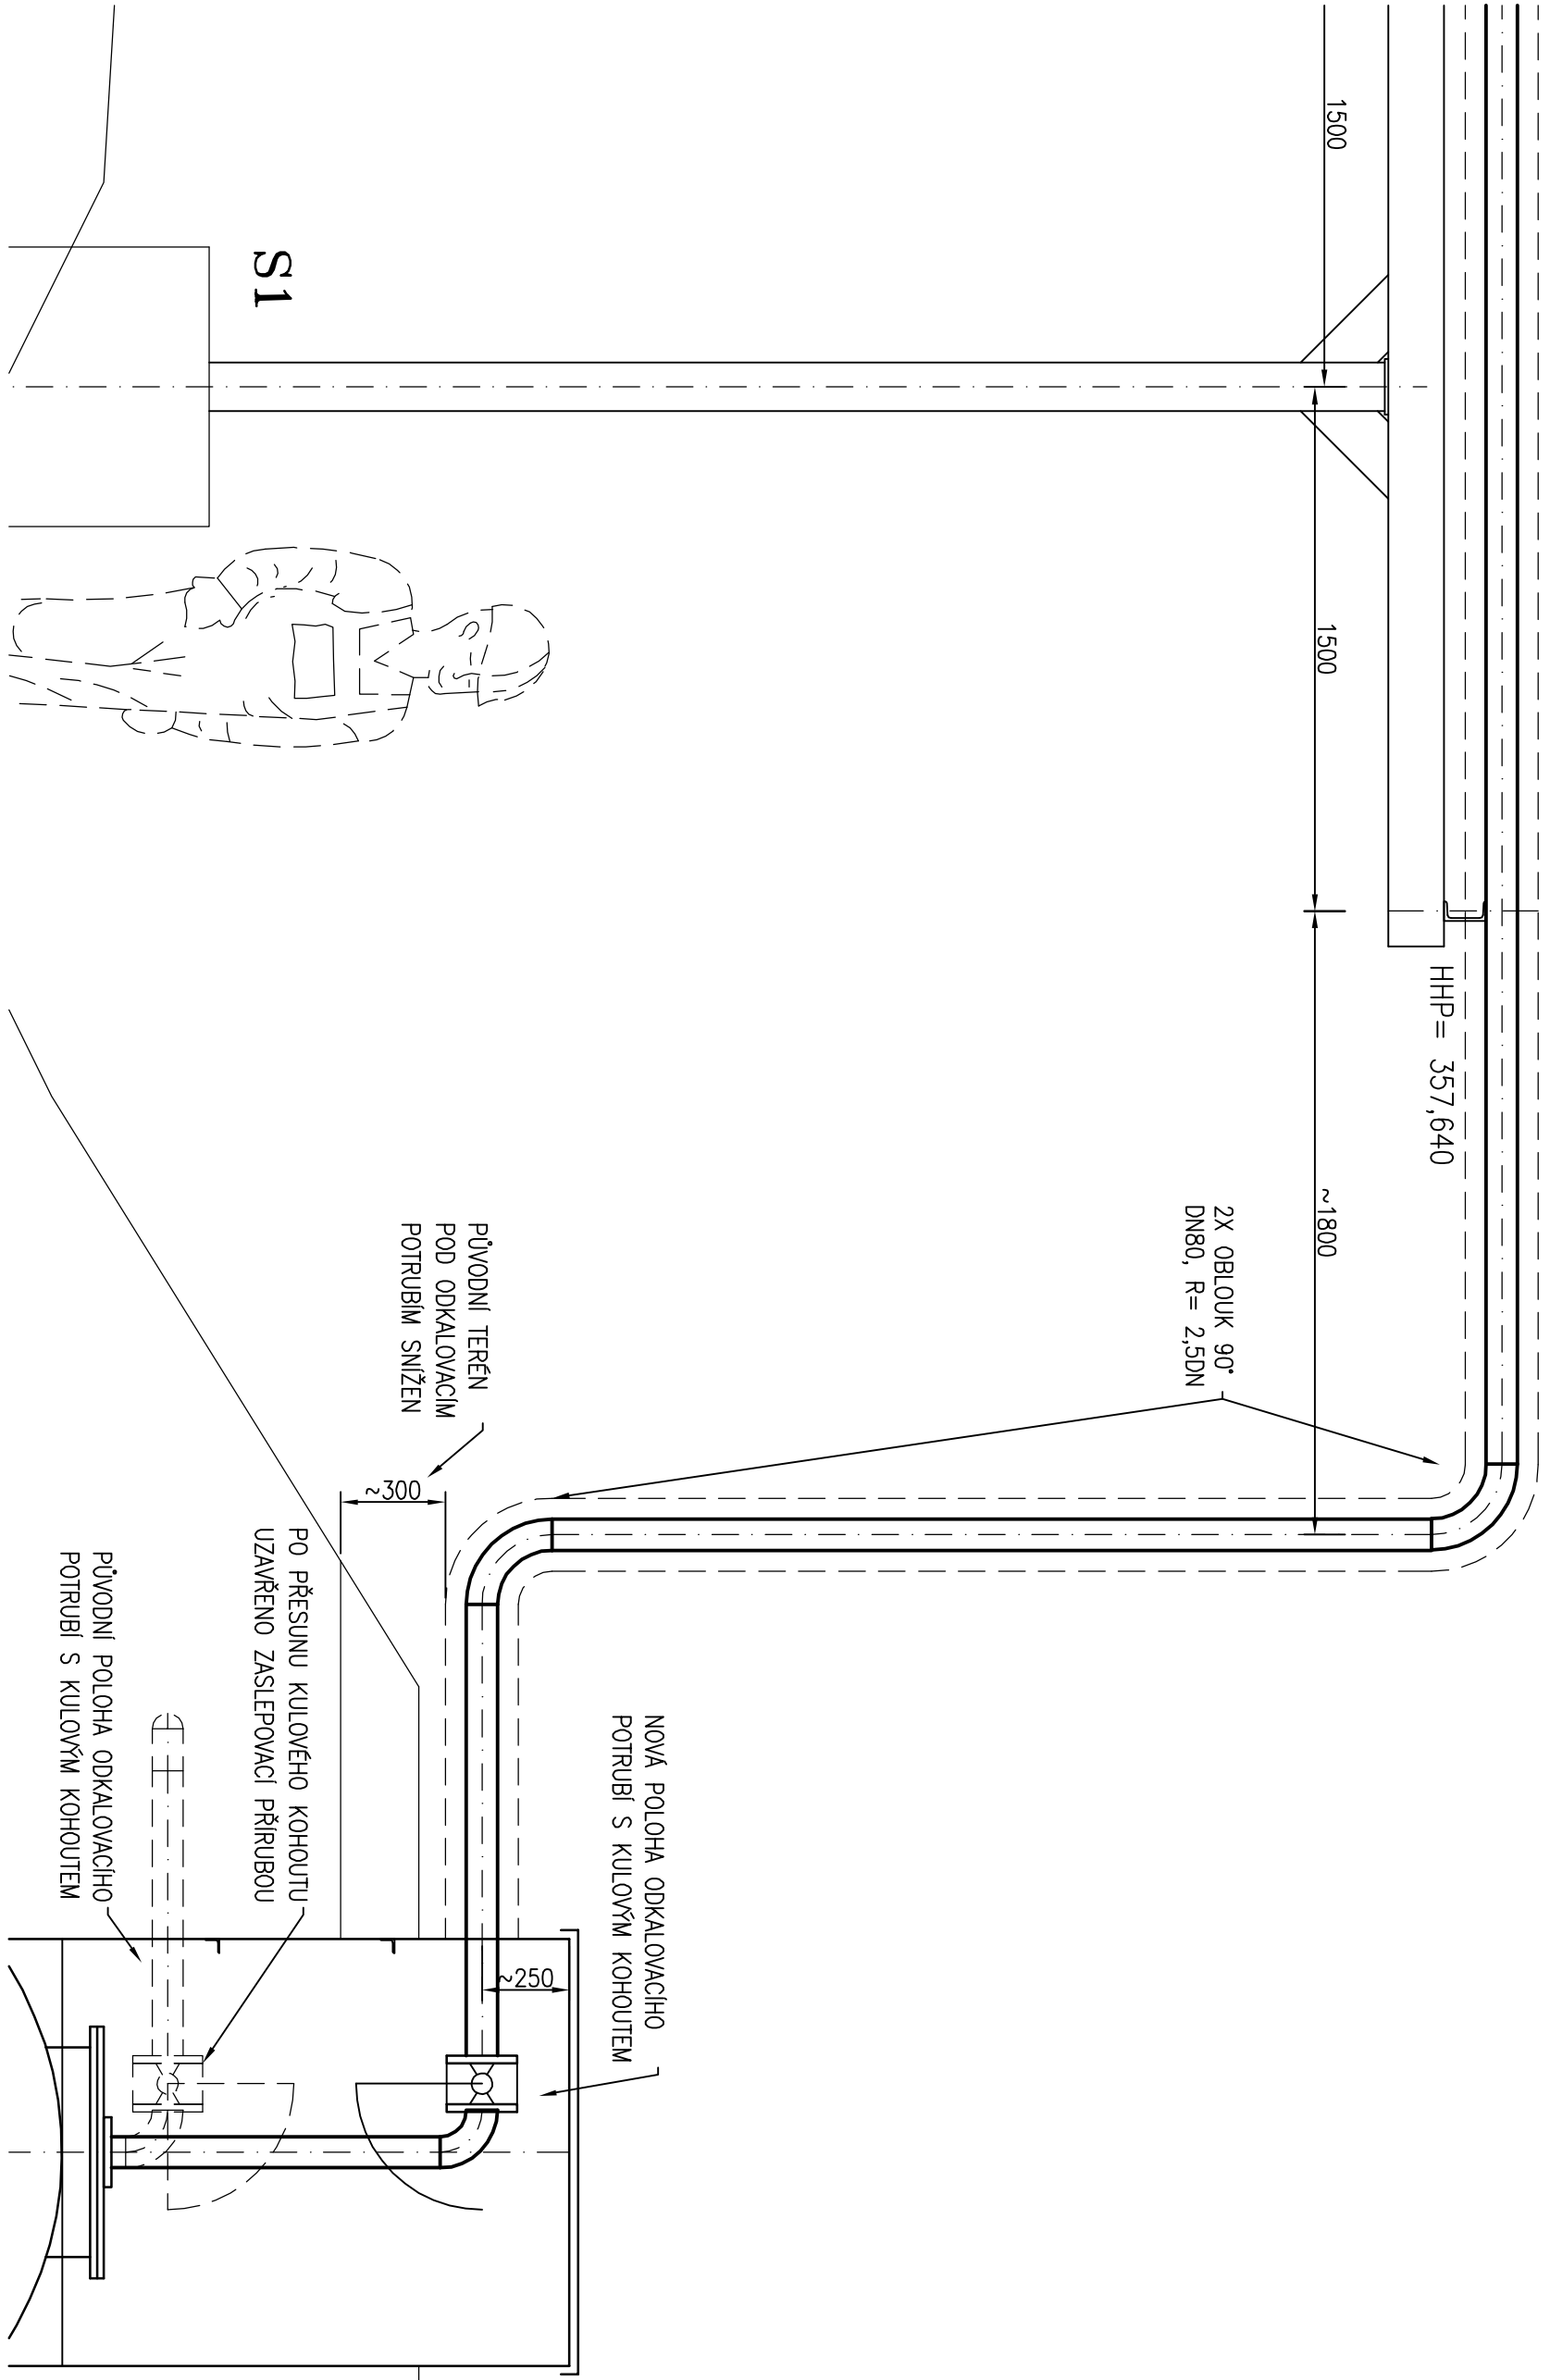 S1
1500
1500
~1800
HHP= 357,640
2X OBLOUK 90°
DN80, R= 2,5DN
PŮVODNÍ TERÉN
POD ODKALOVACÍM
POTRUBÍM SNÍŽEN
~300
NOVÁ POLOHA ODKALOVACÍHO
POTRUBÍ S KULOVÝM KOHOUTEM
~250
PO PŘESUNU KULOVÉHO KOHOUTU
UZAVŘENO ZASLEPOVACÍ PŘÍRUBOU
PŮVODNÍ POLOHA ODKALOVACÍHO
POTRUBÍ S KULOVÝM KOHOUTEM